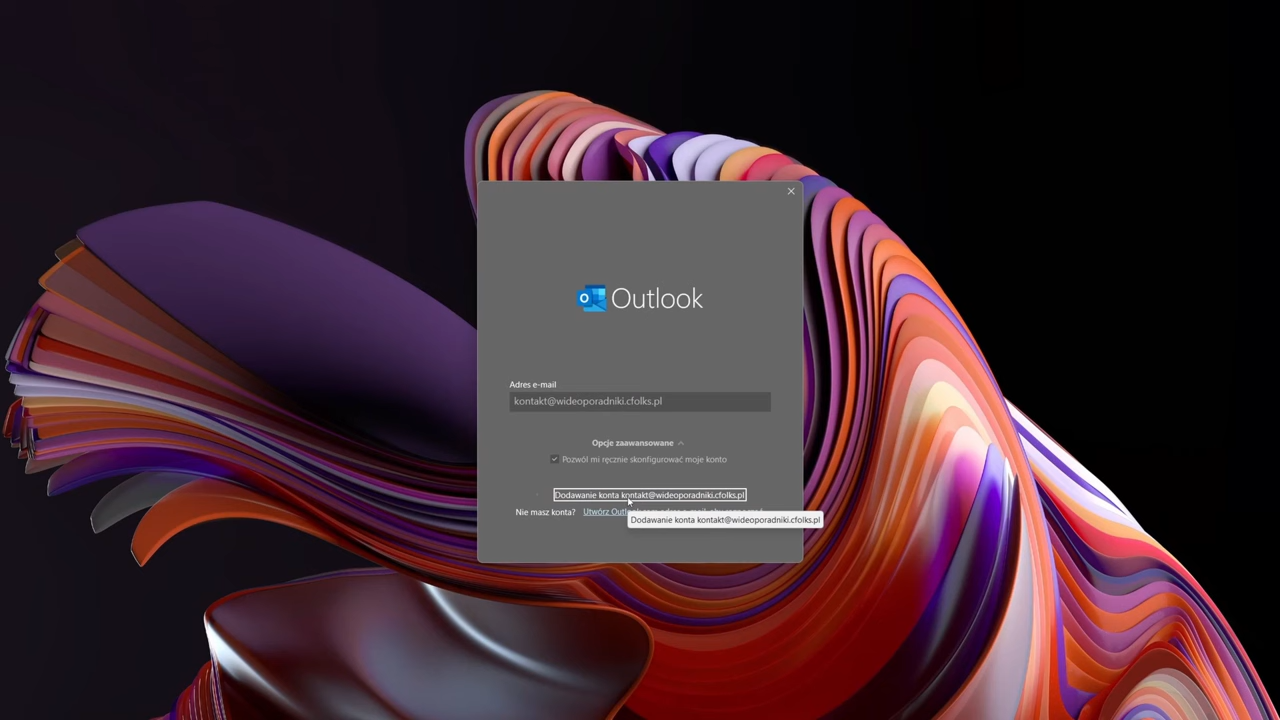 Outlook
Adres e-mail
kontakt@wideoporadniki.cfolks.pl
Opcje zaawansowane
Pozwól mi ręcznie skonfigurować moje konto
Dodawanie konta kontakt@wideoporadniki.cfolks.pl
Nie masz konta? Utwórz
Dodawanie konta kontakt@wideoporadniki.cfolks.pl